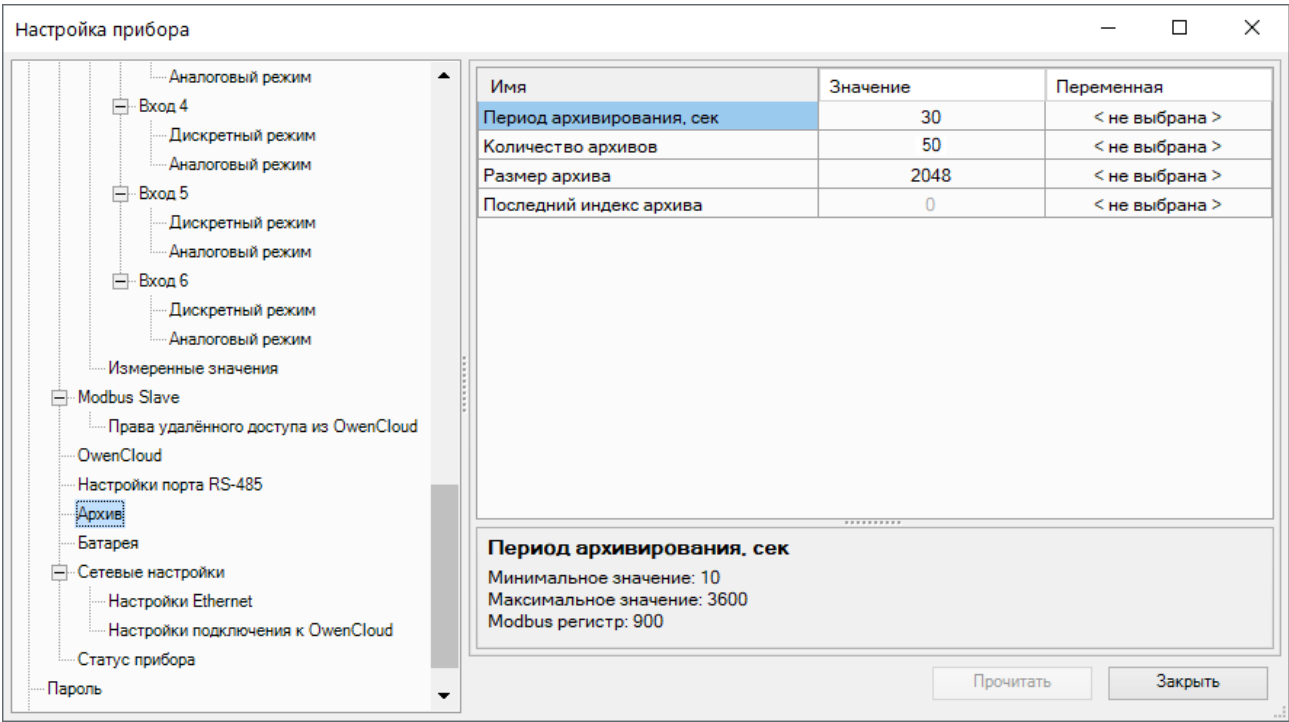 Настройка прибора
Аналоговый режим
Вход 4
Дискретный режим
Аналоговый режим
Вход 5
Дискретный режим
Аналоговый режим
Вход 6
Дискретный режим
Аналоговый режим
Измеренные значения
Modbus Slave
Права удалённого доступа из OwenCloud
OwenCloud
Настройки порта RS-485
Архив
Батарея
Сетевые настройки
Настройки Ethernet
Настройки подключения к OwenCloud
Статус прибора
Пароль
Имя Значение Переменная
Период архивирования, сек 30 < не выбрана >
Количество архивов 50 < не выбрана >
Размер архива 2048 < не выбрана >
Последний индекс архива 0 < не выбрана >
Период архивирования, сек
Минимальное значение: 10
Максимальное значение: 3600
Modbus регистр: 900
Прочитать Закрыть